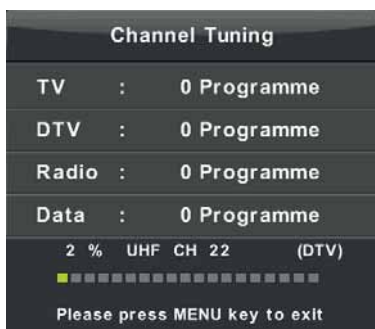 Channel Tuning
TV : 0 Programme
DTV : 0 Programme
Radio : 0 Programme
Data : 0 Programme
2 % UHF CH 22 (DTV)
Please press MENU key to exit